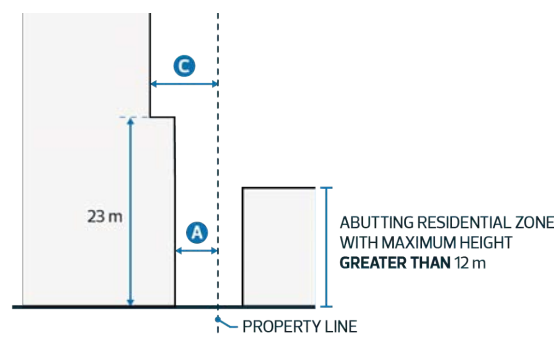 C
23 m
A
ABUTTING RESIDENTIAL ZONE
WITH MAXIMUM HEIGHT
GREATER THAN 12 m
PROPERTY LINE